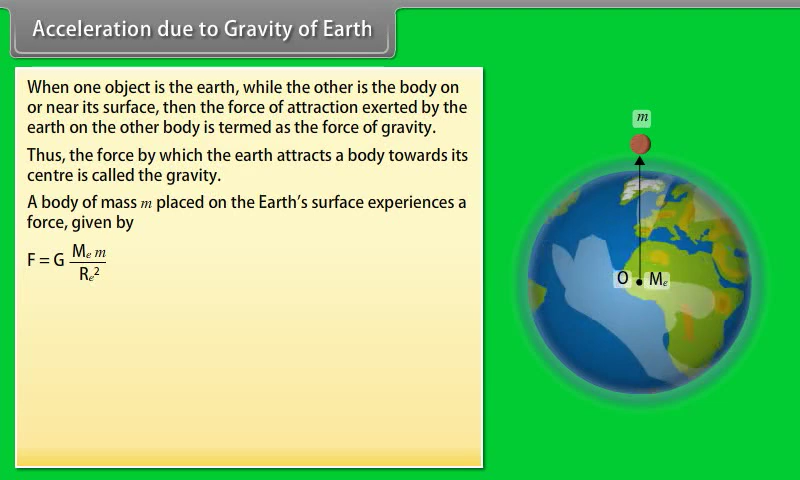 Acceleration due to Gravity of Earth
When one object is the earth, while the other is the body on
or near its surface, then the force of attraction exerted by the
earth on the other body is termed as the force of gravity.
Thus, the force by which the earth attracts a body towards its
centre is called the gravity.
A body of mass m placed on the Earth's surface experiences a
force, given by
F = G Mₑ m / Rₑ²
m
O Mₑ